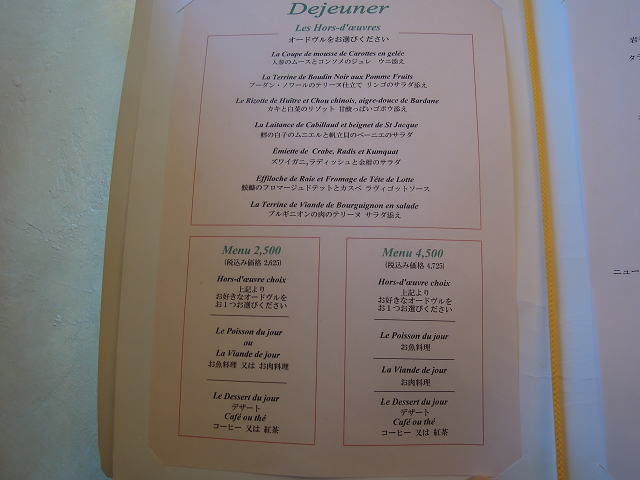 Dejeuner
Les Hors-d'œuvres
オードヴルをお選びください
La Coupe de mousse de Carottes en gelée
人参のムースとコンソメのジュレ ウニ添え
La Terrine de Boudin Noir aux Pomme Fruits
ブーダン・ノワールのテリーヌ仕立て リンゴのサラダ添え
Le Rizotte de Huître et Chou chinois, aigre-douce de Bardane
カキと白菜のリゾット 甘酸っぱいゴボウ添え
La Laitance de Cabillaud et beignet de St Jacque
鱈の白子のムニエルと帆立貝のベーニエのサラダ
Émiette de Crabe, Radis et Kumquat
ズワイガニ,ラディッシュと金柑のサラダ
Effiloche de Raie et Fromage de Tête de Lotte
鮟鱇のフロマージュドテットとカスベ ラヴィゴットソース
La Terrine de Viande de Bourguignon en salade
ブルギニオンの肉のテリーヌ サラダ添え
Menu 2,500
(税込み価格 2,625)
Hors-d'œuvre choix
上記より
お好きなオードヴルを
お1つお選びください
Le Poisson du jour
ou
La Viande de jour
お魚料理 又は お肉料理
Le Dessert du jour
デザート
Café ou thé
コーヒー 又は 紅茶
Menu 4,500
(税込み価格 4,725)
Hors-d'œuvre choix
上記より
お好きなオードヴルを
お1つお選びください
Le Poisson du jour
お魚料理
La Viande du jour
お肉料理
Le Dessert du jour
デザート
Café ou thé
コーヒー 又は 紅茶
タラ
ニュー